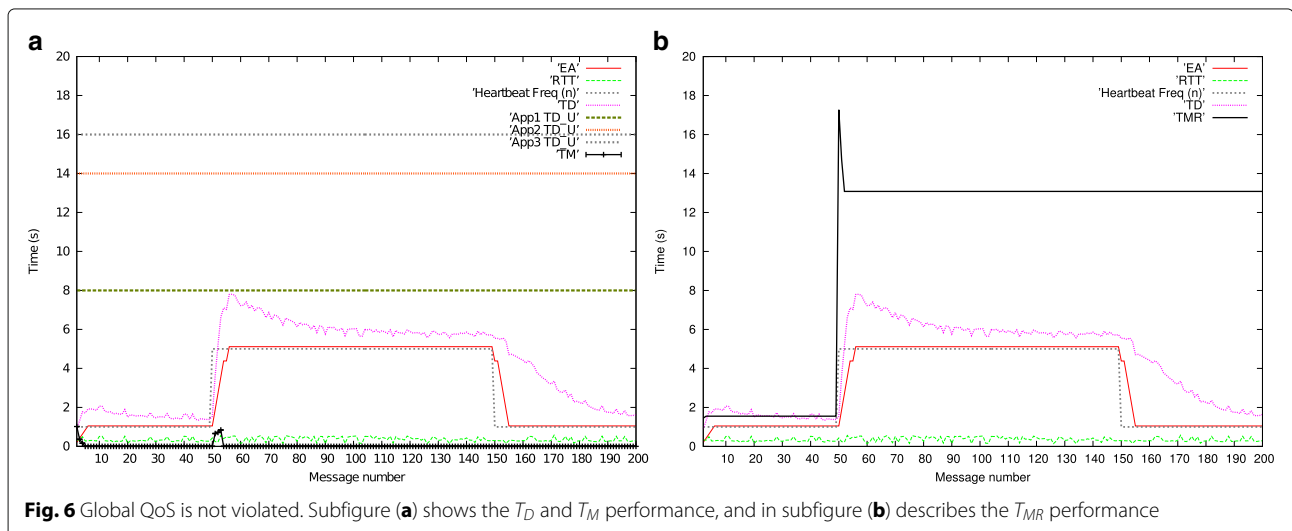 a
20
18
16
14
12
10
8
6
4
2
0
Time (s)
10 20 30 40 50 60 70 80 90 100 110 120 130 140 150 160 170 180 190 200
Message number
'EA'
'RTT'
'Heartbeat Freq (n)'
'TD'
'App1 TD_U'
'App2 TD_U'
'App3 TD_U'
'TM'
b
20
18
16
14
12
10
8
6
4
2
0
Time (s)
10 20 30 40 50 60 70 80 90 100 110 120 130 140 150 160 170 180 190 200
Message number
'EA'
'RTT'
'Heartbeat Freq (n)'
'TD'
'TMR'
Fig. 6 Global QoS is not violated. Subfigure (a) shows the T_D and T_M performance, and in subfigure (b) describes the T_MR performance